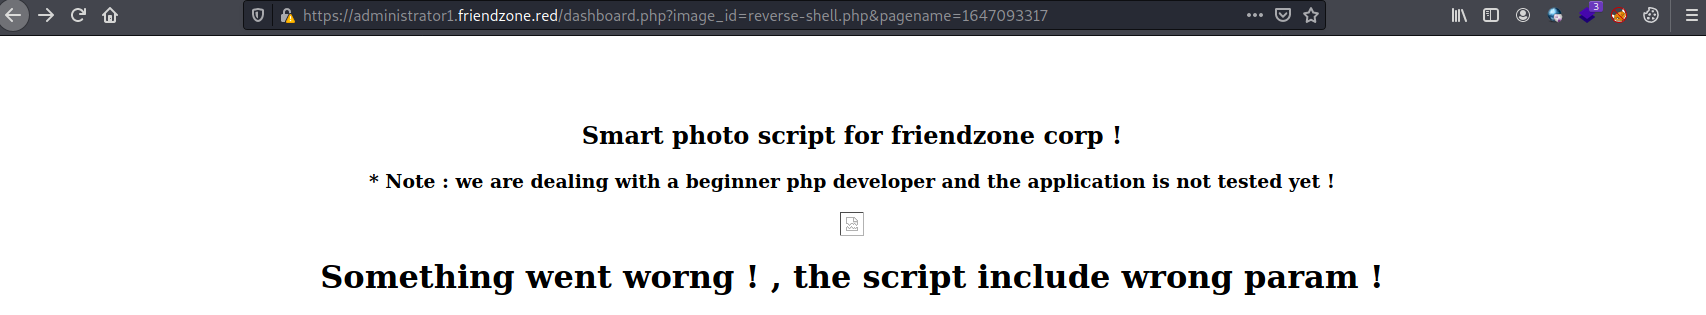 https://administrator1.friendzone.red/dashboard.php?image_id=reverse-shell.php&pagename=1647093317
3
Smart photo script for friendzone corp !
* Note : we are dealing with a beginner php developer and the application is not tested yet !
Something went worng ! , the script include wrong param !